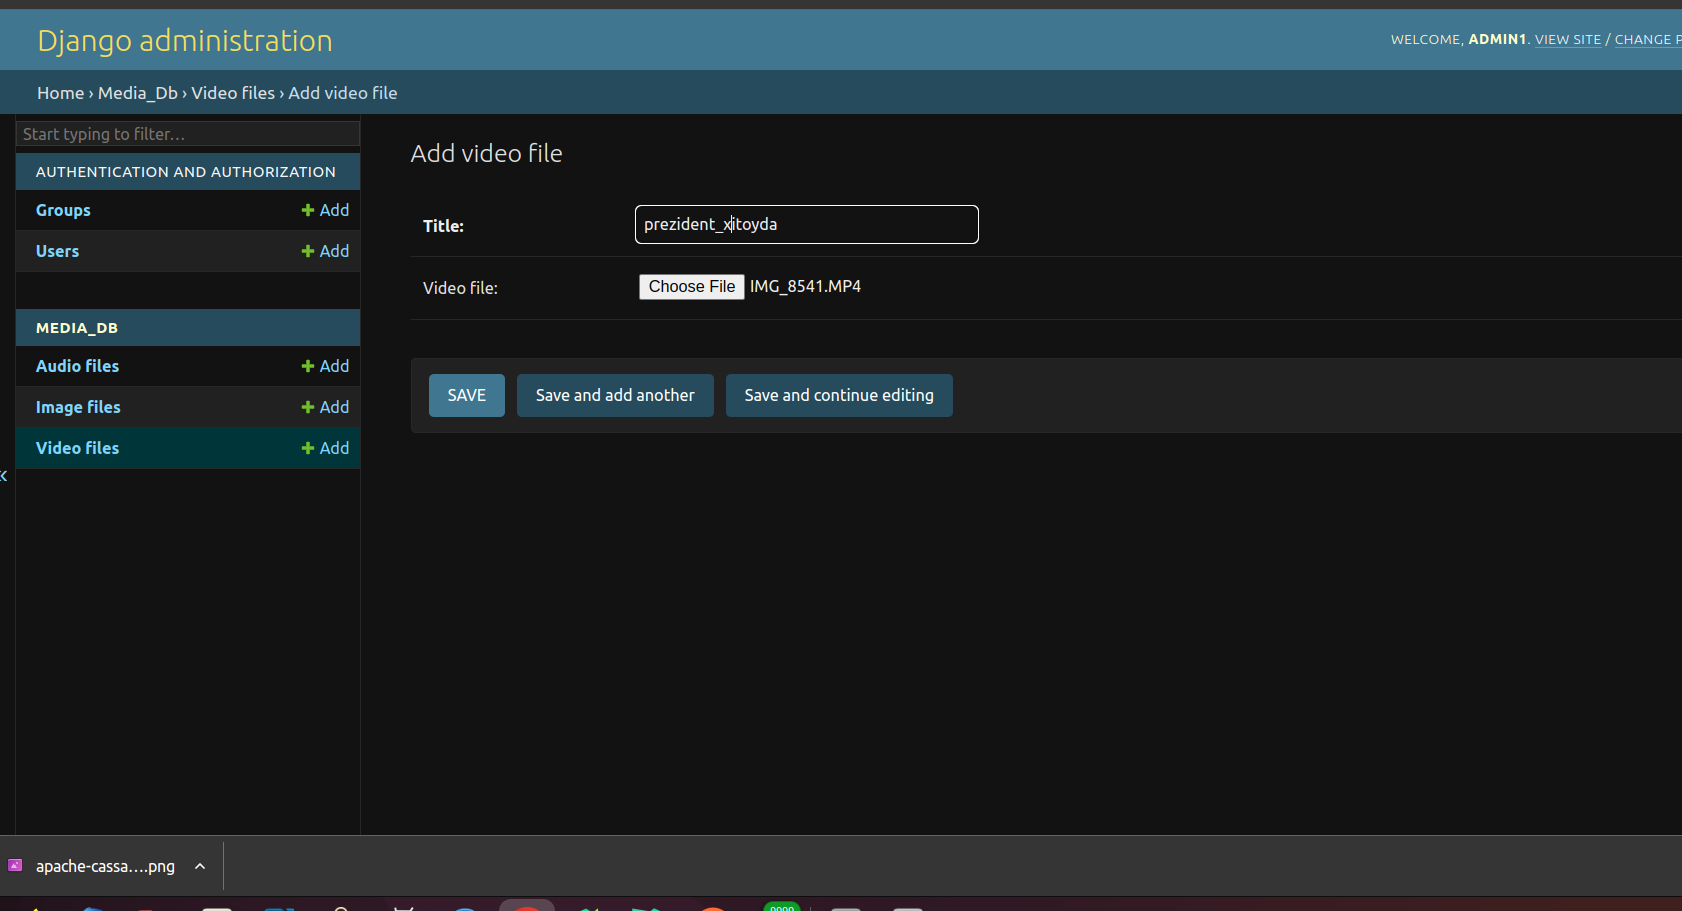 Django administration
WELCOME, ADMIN1. VIEW SITE / CHANGE P
Home › Media_Db › Video files › Add video file
Start typing to filter…
AUTHENTICATION AND AUTHORIZATION
Groups + Add
Users + Add
MEDIA_DB
Audio files + Add
Image files + Add
Video files + Add
«
Add video file
Title: prezident_xitoyda
Video file: Choose File IMG_8541.MP4
SAVE Save and add another Save and continue editing
apache-cassa....png